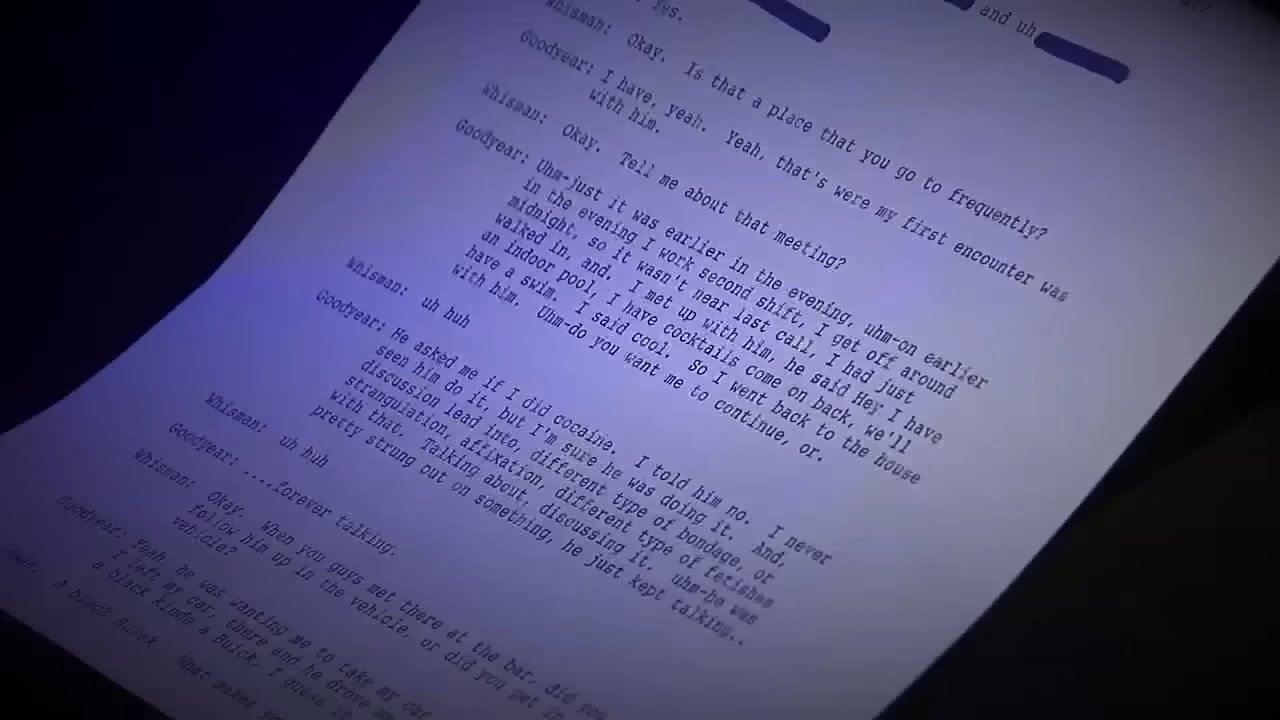 Yes. and uh
Whisman: Okay. Is that a place that you go to frequently?
Goodyear: I have, yeah. Yeah, that's were my first encounter was
with him.
Whisman: Okay. Tell me about that meeting?
Goodyear: Uhm-just it was earlier in the evening, uhm-on earlier
in the evening I work second shift, I get off around
midnight, so it wasn't near last call, I had just
walked in, and, I met up with him, he said Hey I have
an indoor pool, I have cocktails come on back, we'll
have a swim. I said cool. So I went back to the house
with him. Uhm-do you want me to continue, or.
Whisman: uh huh
Goodyear: He asked me if I did cocaine. I told him no. I never
seen him do it, but I'm sure he was doing it. And,
discussion lead into, different type of bondage, or
stranguiation, affixation, different type of fetishes
with that. Talking about, discussing it. uhm-he was
pretty strung out on something, he just kept talking..
Whisman: uh huh
Goodyear: ....forever talking.
Whisman: Okay. When you guys met there at the bar, did you
follow him up in the vehicle, or did you get in
vehicle?
Goodyear: Yeah, he was wanting me to take my car
I left my car, there and he drove me
a black kinda a Buick, I guess it
A black Buick What makes